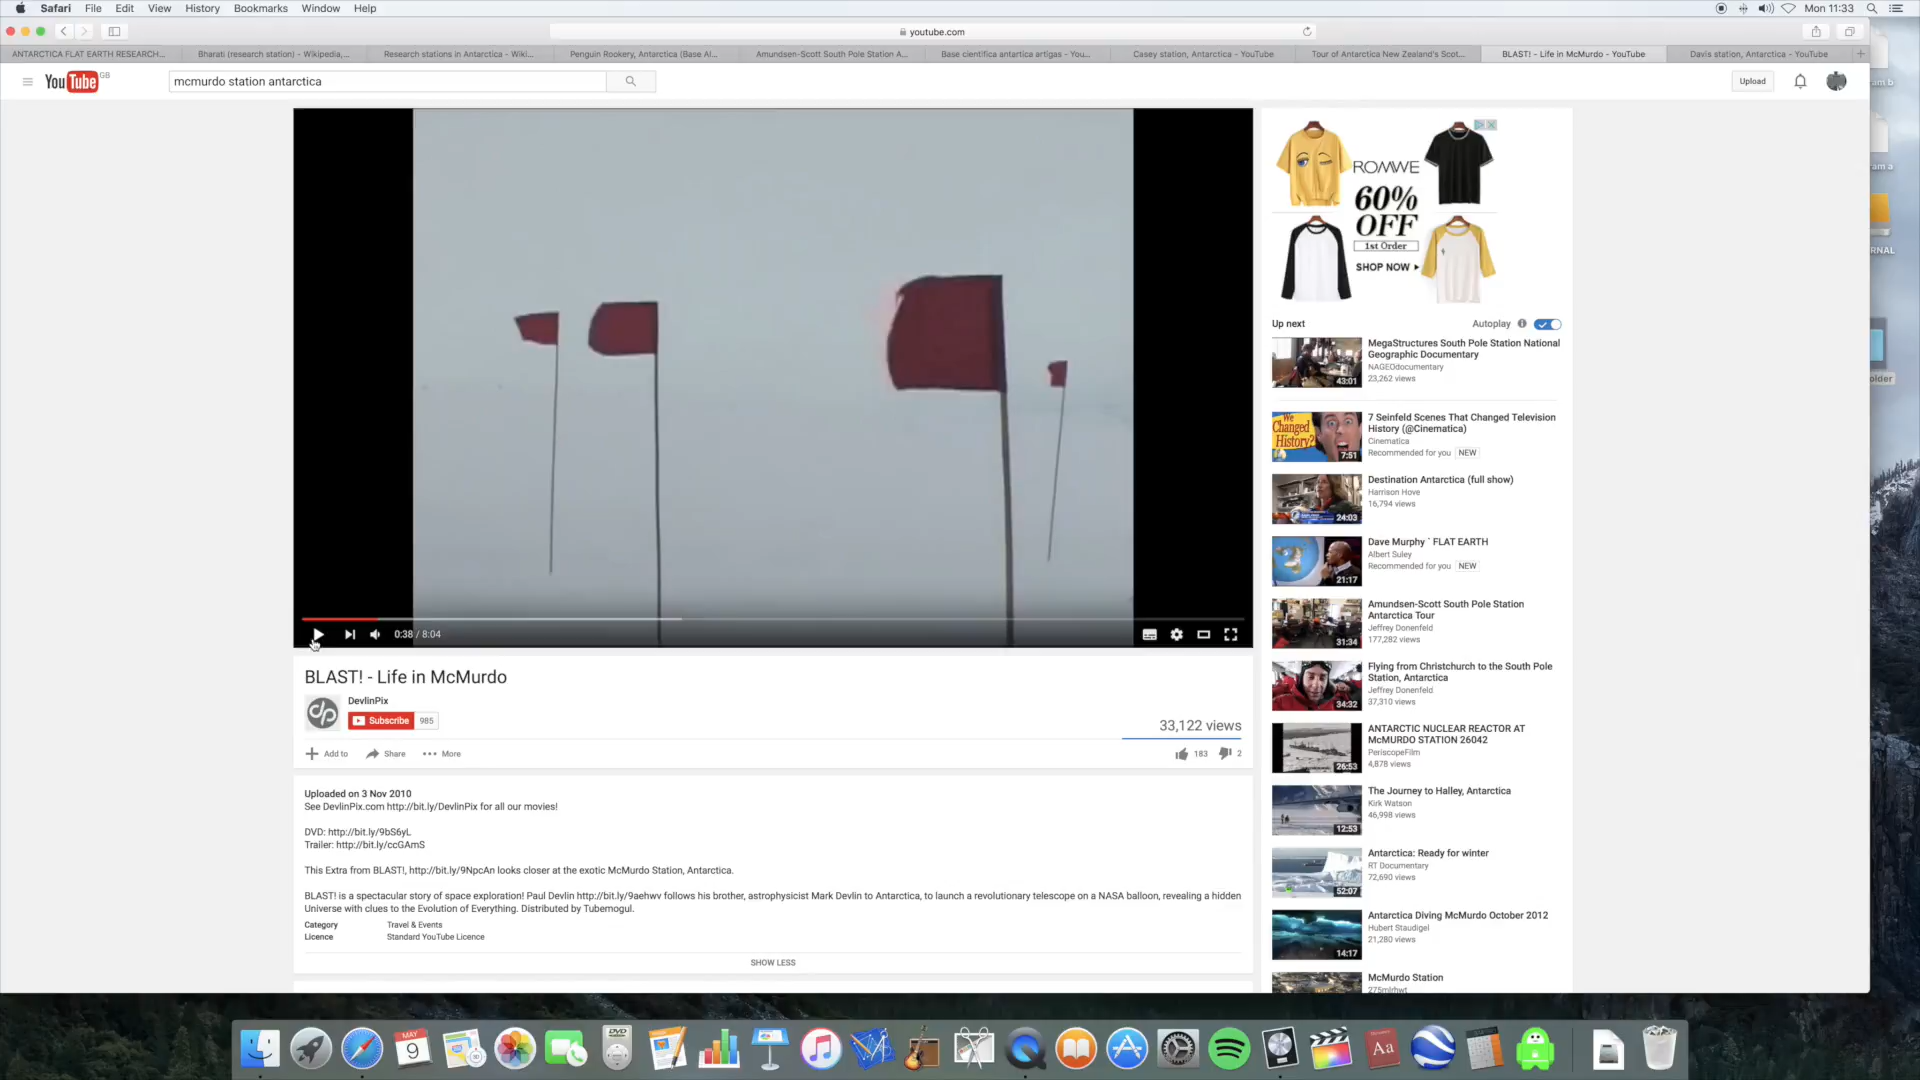 Safari File Edit View History Bookmarks Window Help Mon 11:33
youtube.com
ANTARCTICA FLAT EARTH RESEARCH... Bharati (research station) - Wikipedia,... Research stations in Antarctica - Wiki... Penguin Rookery, Antarctica (Base Al... Amundsen-Scott South Pole Station A... Base científica antartica artigas - You... Casey station, Antarctica - YouTube Tour of Antarctica New Zealand's Scot... BLAST! - Life in McMurdo - YouTube Davis station, Antarctica - YouTube
YouTube GB mcmurdo station antarctica Upload
ROMWE
60%
OFF
1st Order
SHOP NOW
Up next Autoplay
MegaStructures South Pole Station National
Geographic Documentary
NAGEOdocumentary
23,262 views
43:01
We
Changed
History?
7:51
7 Seinfeld Scenes That Changed Television
History (@Cinematica)
Cinematica
Recommended for you NEW
Destination Antarctica (full show)
Harrison Hove
16,794 views
24:03
Dave Murphy ` FLAT EARTH
Albert Suley
Recommended for you NEW
21:17
Amundsen-Scott South Pole Station
Antarctica Tour
Jeffrey Donenfeld
177,282 views
31:34
Flying from Christchurch to the South Pole
Station, Antarctica
Jeffrey Donenfeld
37,310 views
34:32
ANTARCTIC NUCLEAR REACTOR AT
McMURDO STATION 26042
PeriscopeFilm
4,878 views
26:53
The Journey to Halley, Antarctica
Kirk Watson
46,998 views
12:53
Antarctica: Ready for winter
RT Documentary
72,690 views
52:07
Antarctica Diving McMurdo October 2012
Hubert Staudigel
21,280 views
14:17
McMurdo Station
275mlrhwt
0:38 / 8:04
BLAST! - Life in McMurdo
dp DevlinPix
Subscribe 985
33,122 views
Add to Share More 183 2
Uploaded on 3 Nov 2010
See DevlinPix.com http://bit.ly/DevlinPix for all our movies!
DVD: http://bit.ly/9bS6yL
Trailer: http://bit.ly/ccGAmS
This Extra from BLAST!, http://bit.ly/9NpcAn looks closer at the exotic McMurdo Station, Antarctica.
BLAST! is a spectacular story of space exploration! Paul Devlin http://bit.ly/9aehwv follows his brother, astrophysicist Mark Devlin to Antarctica, to launch a revolutionary telescope on a NASA balloon, revealing a hidden
Universe with clues to the Evolution of Everything. Distributed by Tubemogul.
Category Travel & Events
Licence Standard YouTube Licence
SHOW LESS
am b
am a
RNAL
older
MAY
9
DVD
Aa